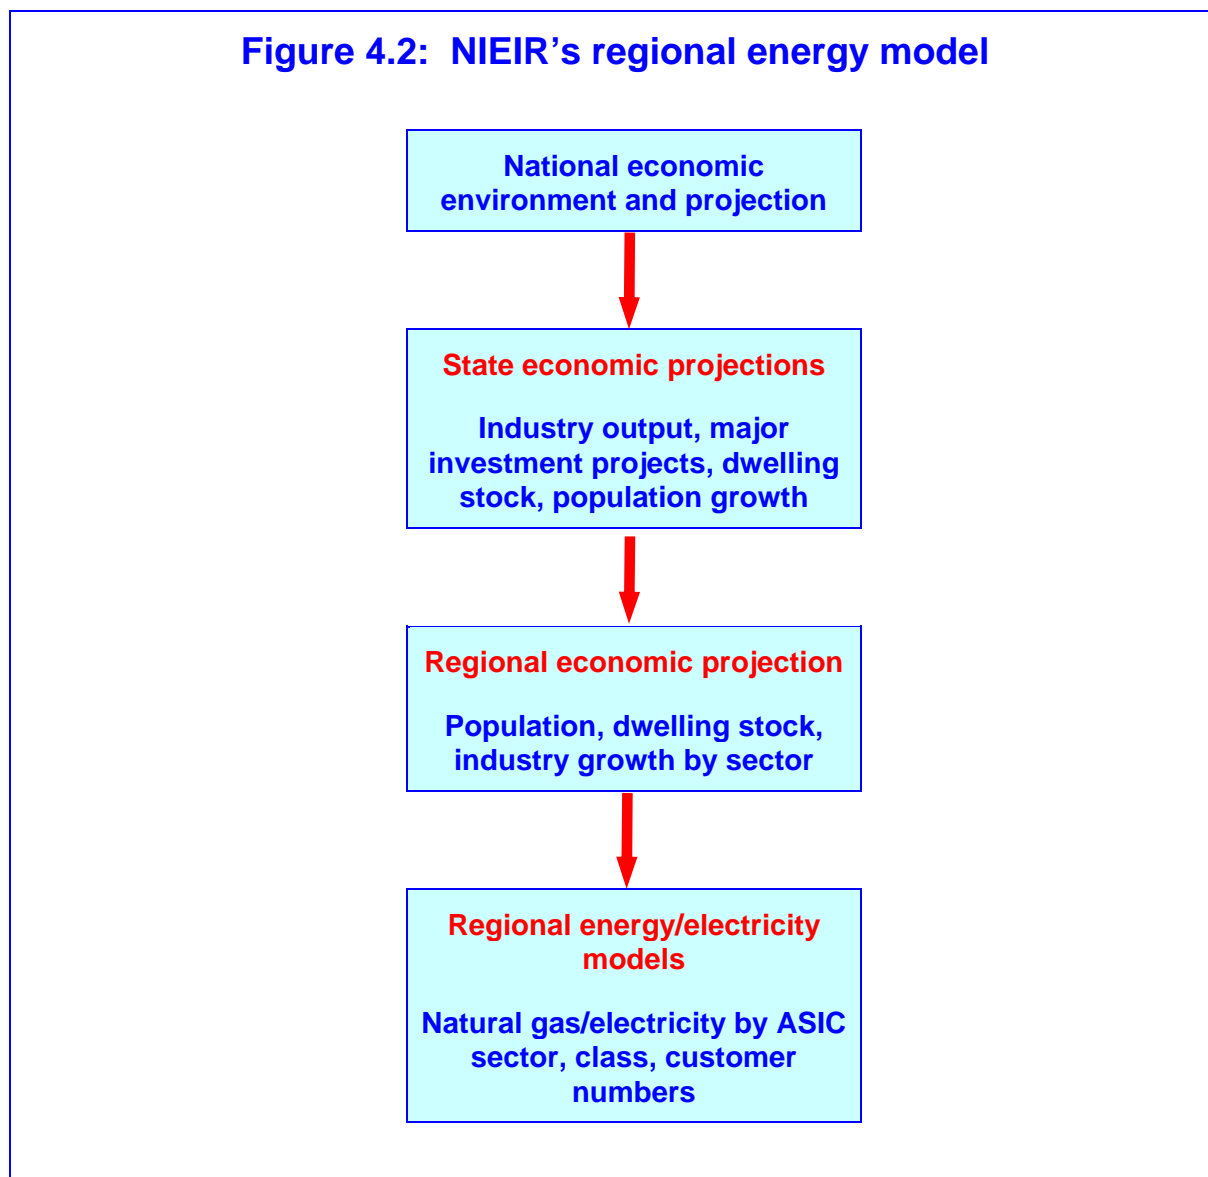 Figure 4.2: NIEIR’s regional energy model
National economic
environment and projection
State economic projections
Industry output, major
investment projects, dwelling
stock, population growth
Regional economic projection
Population, dwelling stock,
industry growth by sector
Regional energy/electricity
models
Natural gas/electricity by ASIC
sector, class, customer
numbers